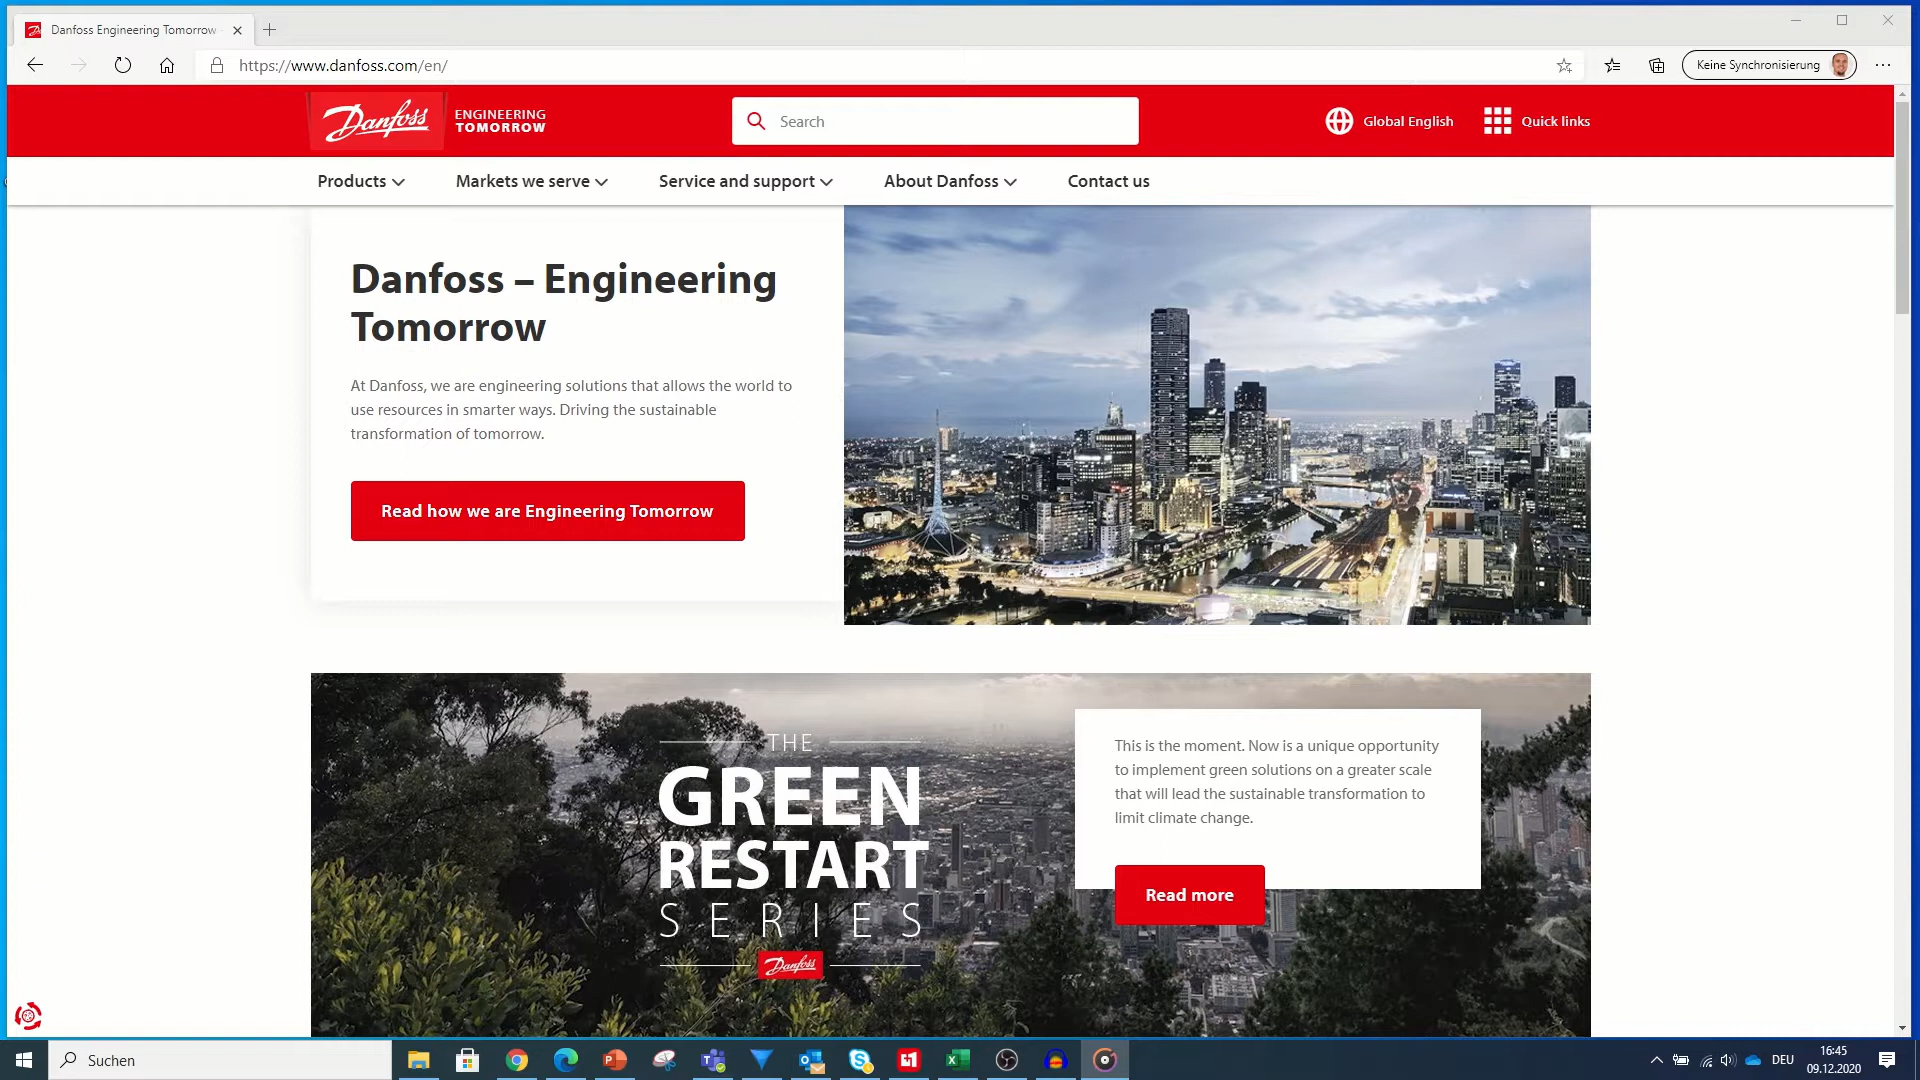 Danfoss Engineering Tomorrow
https://www.danfoss.com/en/
Keine Synchronisierung
Danfoss
ENGINEERING
TOMORROW
Search
Global English
Quick links
Products
Markets we serve
Service and support
About Danfoss
Contact us
Danfoss – Engineering
Tomorrow
At Danfoss, we are engineering solutions that allows the world to
use resources in smarter ways. Driving the sustainable
transformation of tomorrow.
Read how we are Engineering Tomorrow
THE
GREEN
RESTART
SERIES
Danfoss
This is the moment. Now is a unique opportunity
to implement green solutions on a greater scale
that will lead the sustainable transformation to
limit climate change.
Read more
Suchen
DEU
16:45
09.12.2020